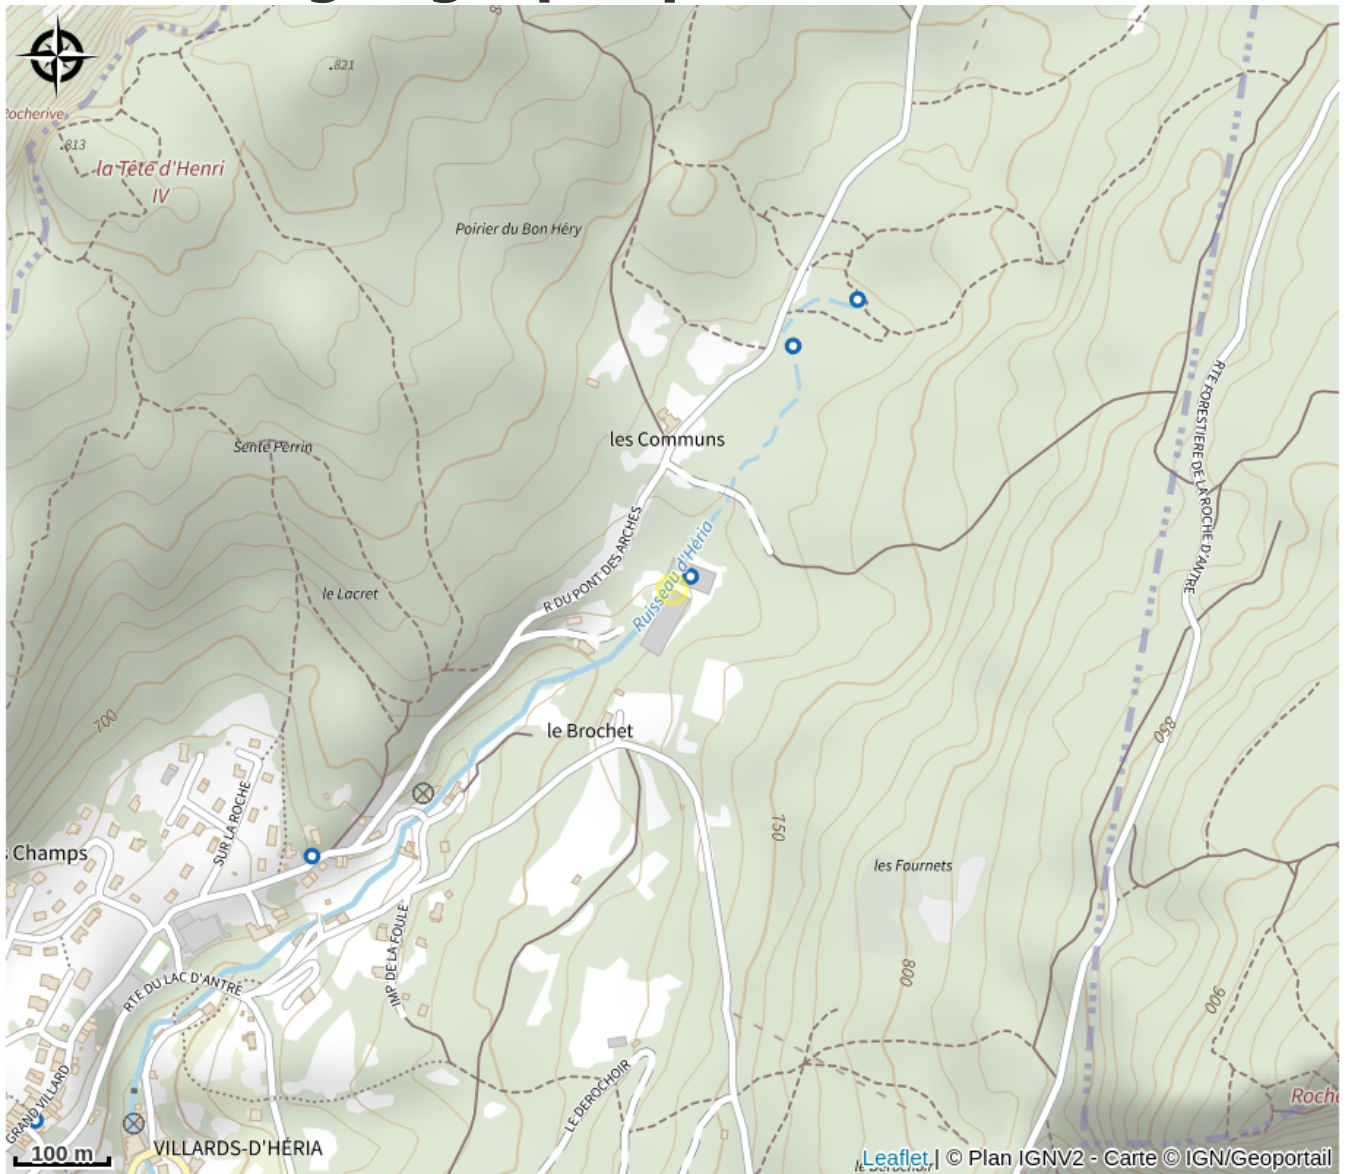 821
Rocherive
813
la Tête d'Henri
IV
Poirier du Bon Héry
les Communs
Sente Perrin
RTE FORESTIERE DE LA ROCHE D'ANTRE
Ruisseau d'Héria
R DU PONT DES ARCHES
le Lacret
700
le Brochet
850
SUR LA ROCHE
150
Champs
les Fournets
IMP DE LA FOULE
800
RTE DU LAC D'ANTRE
900
LE DEROCHOIR
GRAND VILLARD
Roche
VILLARDS-D'HÉRIA
100 m
le Derochoir
Leaflet | © Plan IGNV2 - Carte © IGN/Geoportail